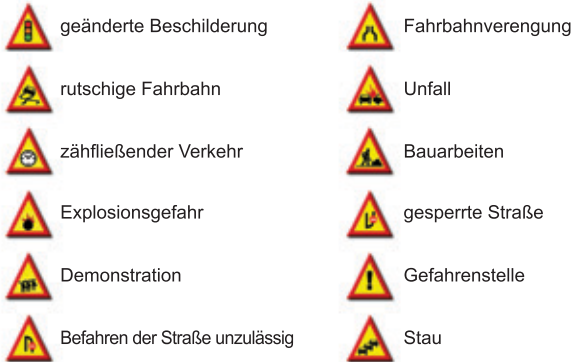 geänderte Beschilderung
rutschige Fahrbahn
zähfließender Verkehr
Explosionsgefahr
Demonstration
Befahren der Straße unzulässig
Fahrbahnverengung
Unfall
Bauarbeiten
gesperrte Straße
Gefahrenstelle
Stau